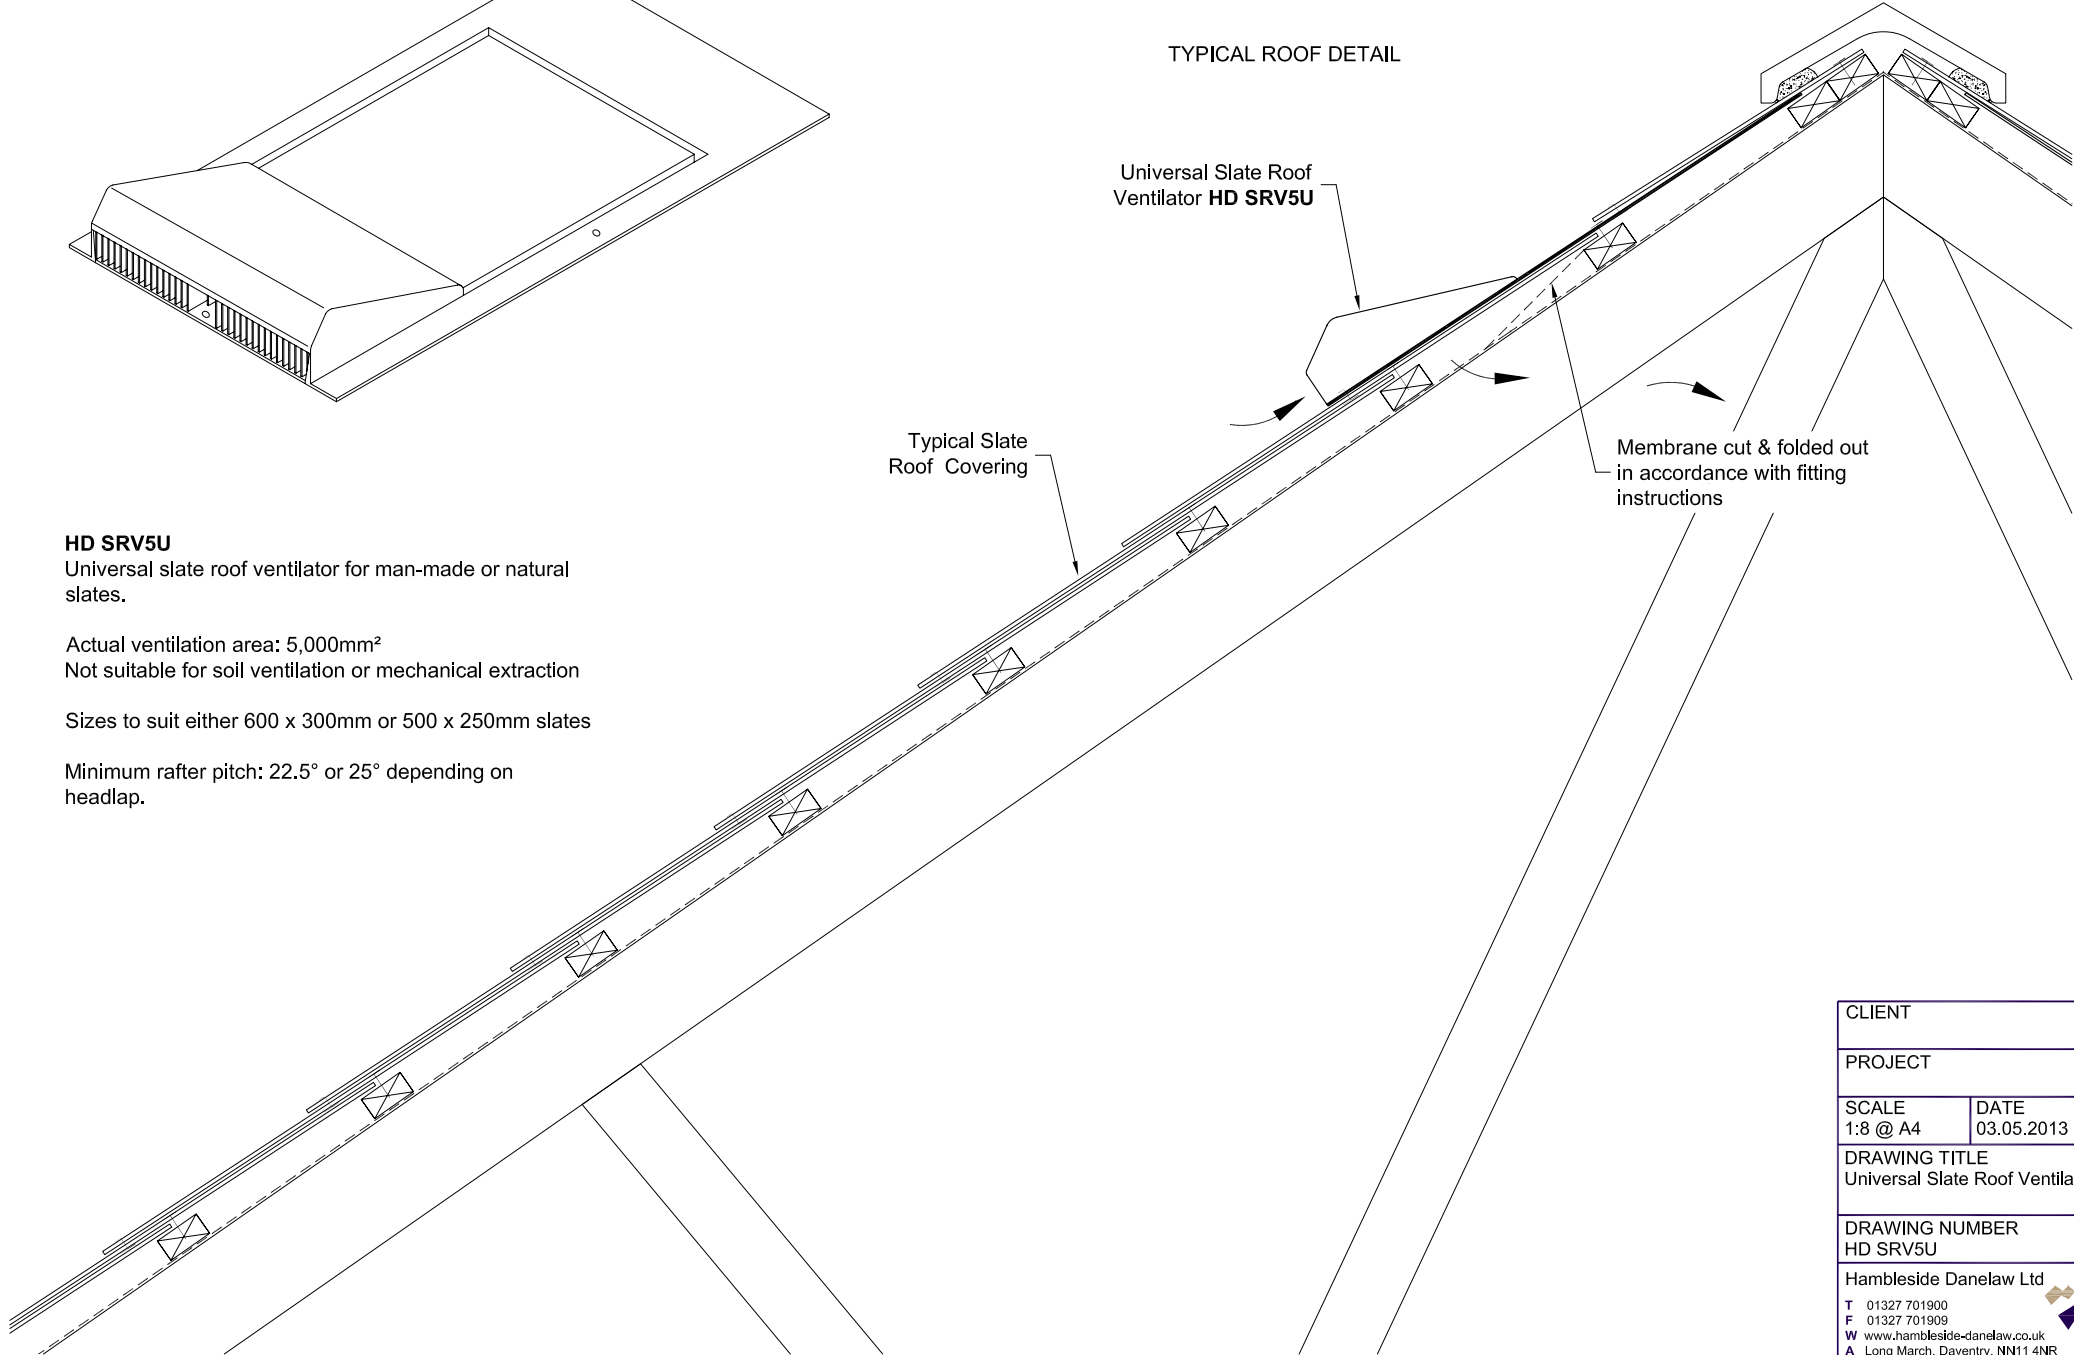 TYPICAL ROOF DETAIL
Universal Slate Roof
Ventilator HD SRV5U
Typical Slate
Roof Covering
Membrane cut & folded out
in accordance with fitting
instructions
HD SRV5U
Universal slate roof ventilator for man-made or natural
slates.
Actual ventilation area: 5,000mm²
Not suitable for soil ventilation or mechanical extraction
Sizes to suit either 600 x 300mm or 500 x 250mm slates
Minimum rafter pitch: 22.5° or 25° depending on
headlap.
CLIENT
PROJECT
SCALE
1:8 @ A4
DATE
03.05.2013
DRAWING TITLE
Universal Slate Roof Ventila
DRAWING NUMBER
HD SRV5U
Hambleside Danelaw Ltd
T 01327 701900
F 01327 701909
W www.hambleside-danelaw.co.uk
A Long March, Daventry, NN11 4NR